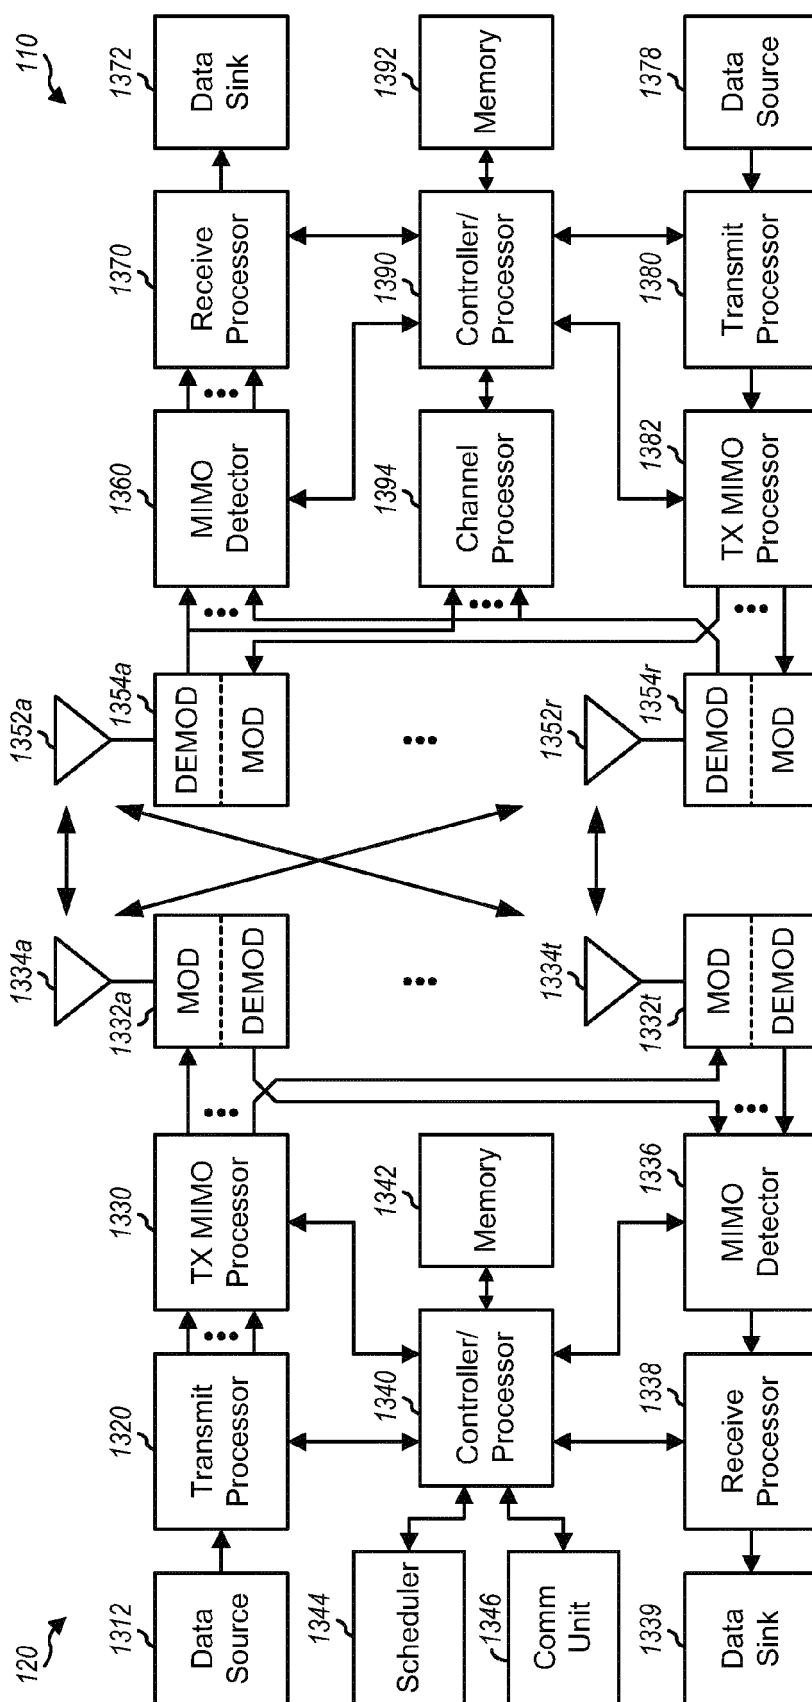 120
110
1312
Data
Source
1320
Transmit
Processor
1330
TX MIMO
Processor
1334a
1332a
MOD
DEMOD
1352a
1354a
DEMOD
MOD
1360
MIMO
Detector
1370
Receive
Processor
1372
Data
Sink
1344
Scheduler
1346
Comm
Unit
1340
Controller/
Processor
1342
Memory
1394
Channel
Processor
1390
Controller/
Processor
1392
Memory
1339
Data
Sink
1338
Receive
Processor
1336
MIMO
Detector
1334t
1332t
MOD
DEMOD
1352r
1354r
DEMOD
MOD
1382
TX MIMO
Processor
1380
Transmit
Processor
1378
Data
Source